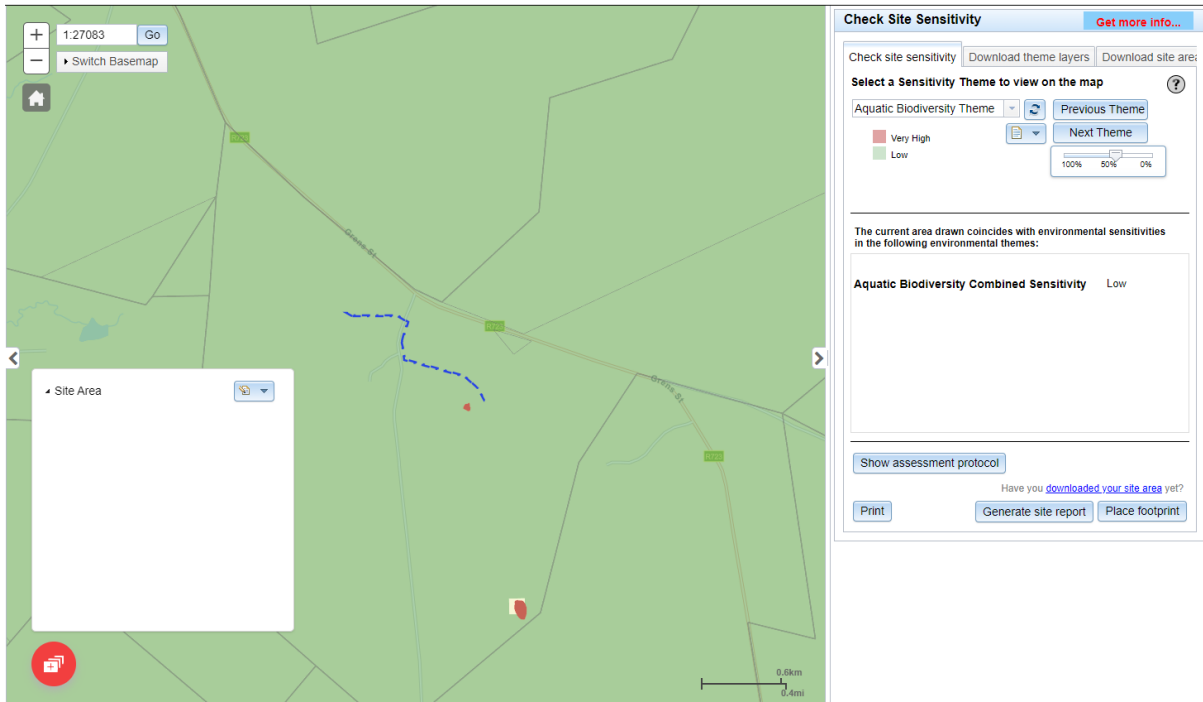 1:27083
Go
Switch Basemap
Grens St
R712
Grens St
Site Area
0.6km
0.4mi
Check Site Sensitivity
Get more info...
Check site sensitivity
Download theme layers
Download site area
Select a Sensitivity Theme to view on the map
Aquatic Biodiversity Theme
Previous Theme
Very High
Next Theme
Low
100% 50% 0%
The current area drawn coincides with environmental sensitivities
in the following environmental themes:
Aquatic Biodiversity Combined Sensitivity Low
Show assessment protocol
Have you downloaded your site area yet?
Print
Generate site report
Place footprint